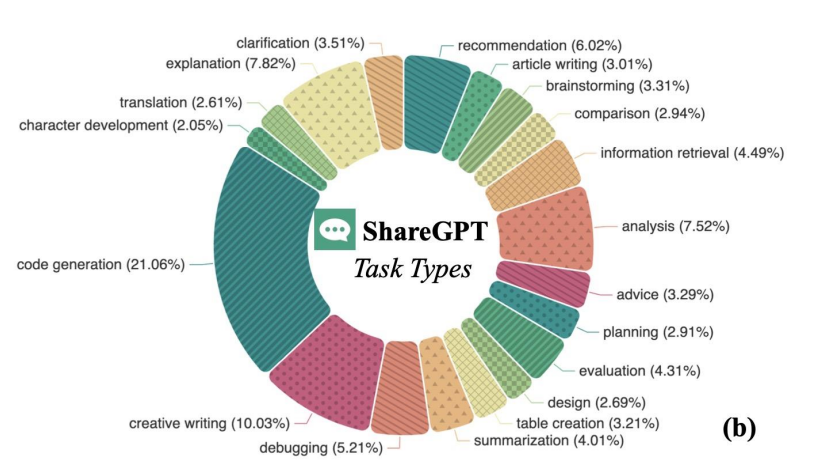 clarification (3.51%)
recommendation (6.02%)
explanation (7.82%)
article writing (3.01%)
brainstorming (3.31%)
translation (2.61%)
comparison (2.94%)
character development (2.05%)
information retrieval (4.49%)
ShareGPT
Task Types
analysis (7.52%)
code generation (21.06%)
advice (3.29%)
planning (2.91%)
evaluation (4.31%)
design (2.69%)
creative writing (10.03%)
table creation (3.21%)
debugging (5.21%)
summarization (4.01%)
(b)